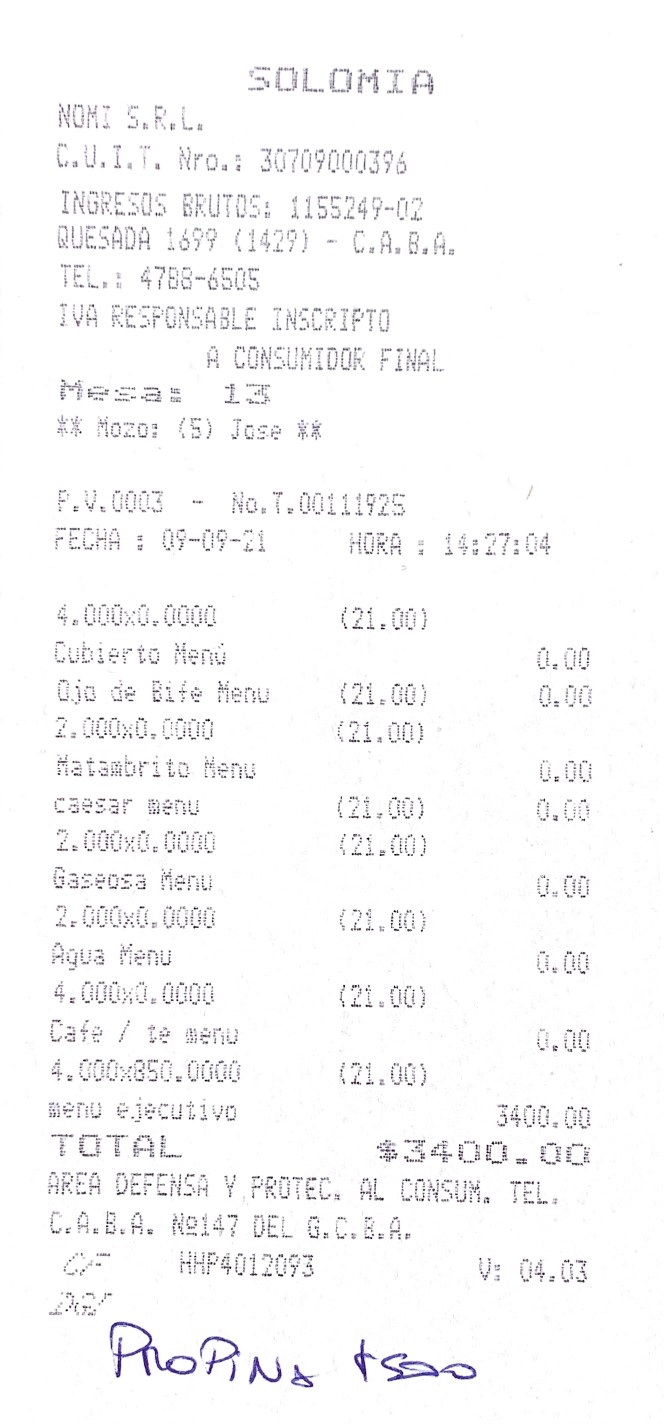 SOLOMIA
NOMI S.R.L.
C.U.I.T. Nro.: 30709000396
INGRESOS BRUTOS: 1155249-02
QUESADA 1699 (1429) - C.A.B.A.
TEL.: 4788-6505
IVA RESPONSABLE INSCRIPTO
A CONSUMIDOR FINAL
Mesa: 13
** Mozo: (5) Jose **
P.V.0003 - No.T.00111925
FECHA : 09-09-21 HORA : 14:27:04
4.000x0.0000 (21.00)
Cubierto Menú 0.00
Ojo de Bife Menu (21.00) 0.00
2.000x0.0000 (21.00)
Matambrito Menu 0.00
caesar menu (21.00) 0.00
2.000x0.0000 (21.00)
Gaseosa Menu 0.00
2.000x0.0000 (21.00)
Agua Menu 0.00
4.000x0.0000 (21.00)
Cafe / te menu 0.00
4.000x850.0000 (21.00)
menu ejecutivo 3400.00
TOTAL $3400.00
AREA DEFENSA Y PROTEC. AL CONSUM. TEL.
C.A.B.A. Nº147 DEL G.C.B.A.
CF HHP4012093 V: 04.03
DGI
PROPINA $500